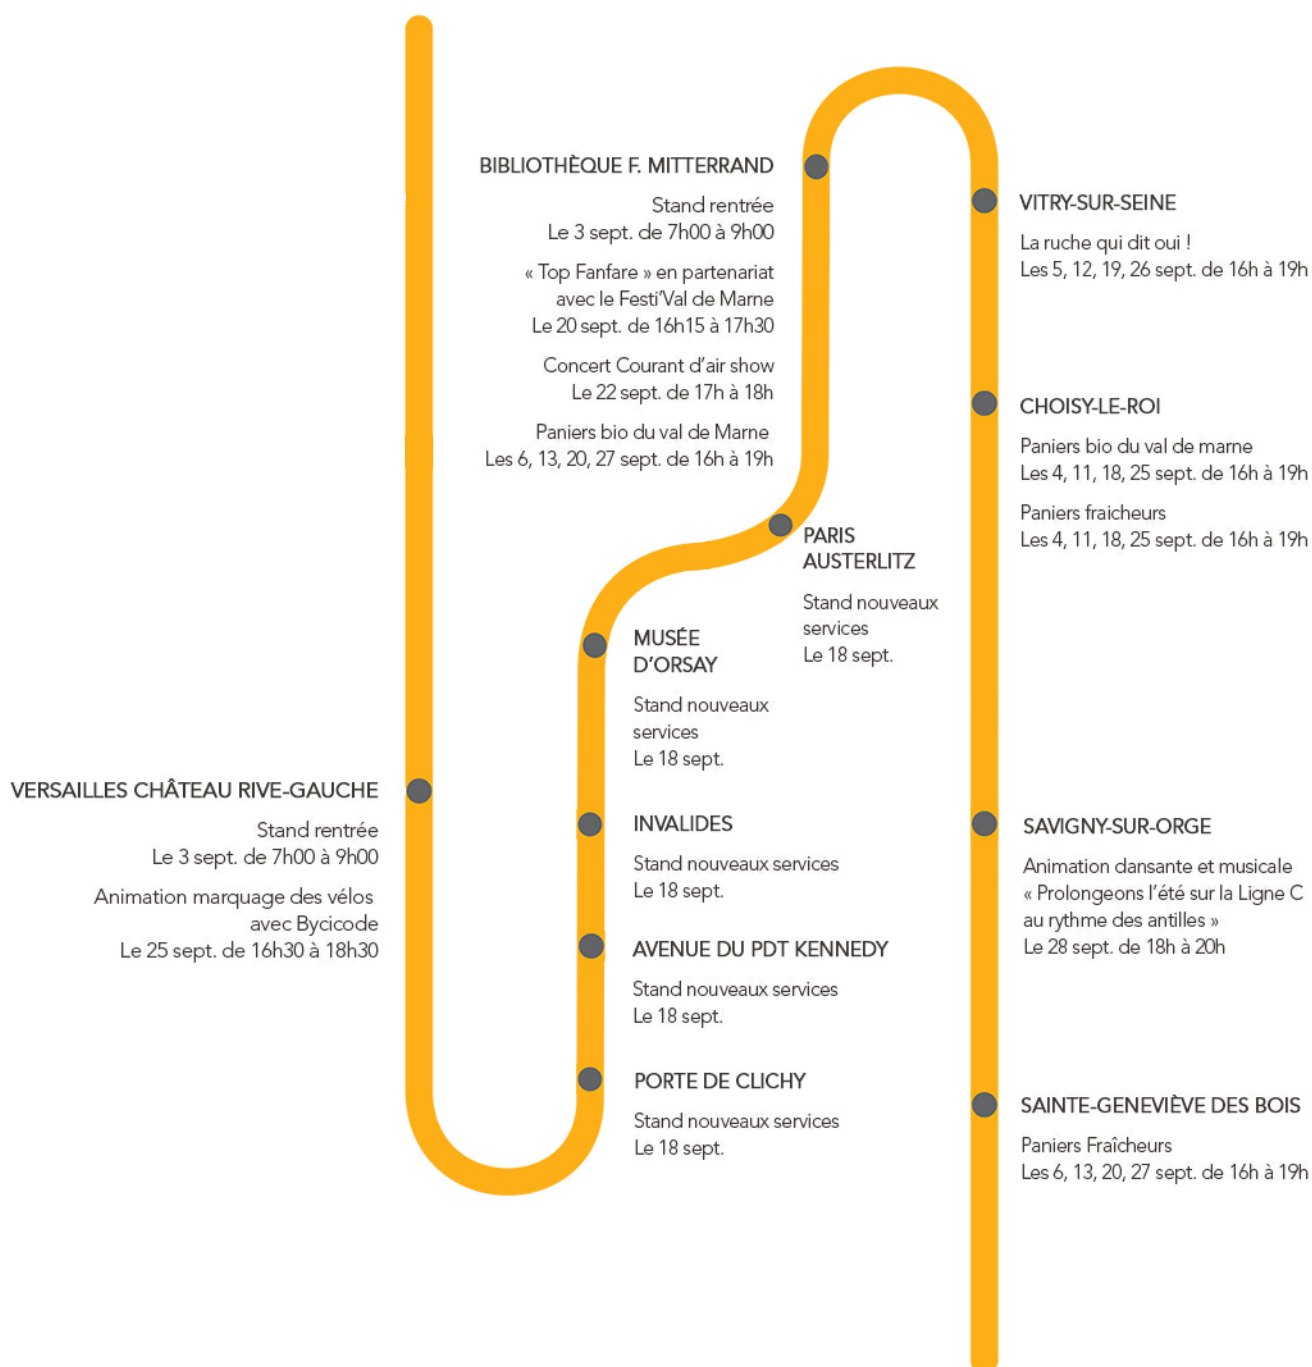 BIBLIOTHÈQUE F. MITTERRAND
Stand rentrée
Le 3 sept. de 7h00 à 9h00
« Top Fanfare » en partenariat
avec le Festi'Val de Marne
Le 20 sept. de 16h15 à 17h30
Concert Courant d'air show
Le 22 sept. de 17h à 18h
Paniers bio du val de Marne
Les 6, 13, 20, 27 sept. de 16h à 19h
VITRY-SUR-SEINE
La ruche qui dit oui !
Les 5, 12, 19, 26 sept. de 16h à 19h
CHOISY-LE-ROI
Paniers bio du val de marne
Les 4, 11, 18, 25 sept. de 16h à 19h
Paniers fraicheurs
Les 4, 11, 18, 25 sept. de 16h à 19h
PARIS
AUSTERLITZ
Stand nouveaux
services
Le 18 sept.
MUSÉE
D'ORSAY
Stand nouveaux
services
Le 18 sept.
VERSAILLES CHÂTEAU RIVE-GAUCHE
Stand rentrée
Le 3 sept. de 7h00 à 9h00
Animation marquage des vélos
avec Bycicode
Le 25 sept. de 16h30 à 18h30
INVALIDES
Stand nouveaux services
Le 18 sept.
AVENUE DU PDT KENNEDY
Stand nouveaux services
Le 18 sept.
PORTE DE CLICHY
Stand nouveaux services
Le 18 sept.
SAVIGNY-SUR-ORGE
Animation dansante et musicale
« Prolongeons l'été sur la Ligne C
au rythme des antilles »
Le 28 sept. de 18h à 20h
SAINTE-GENEVIÈVE DES BOIS
Paniers Fraîcheurs
Les 6, 13, 20, 27 sept. de 16h à 19h